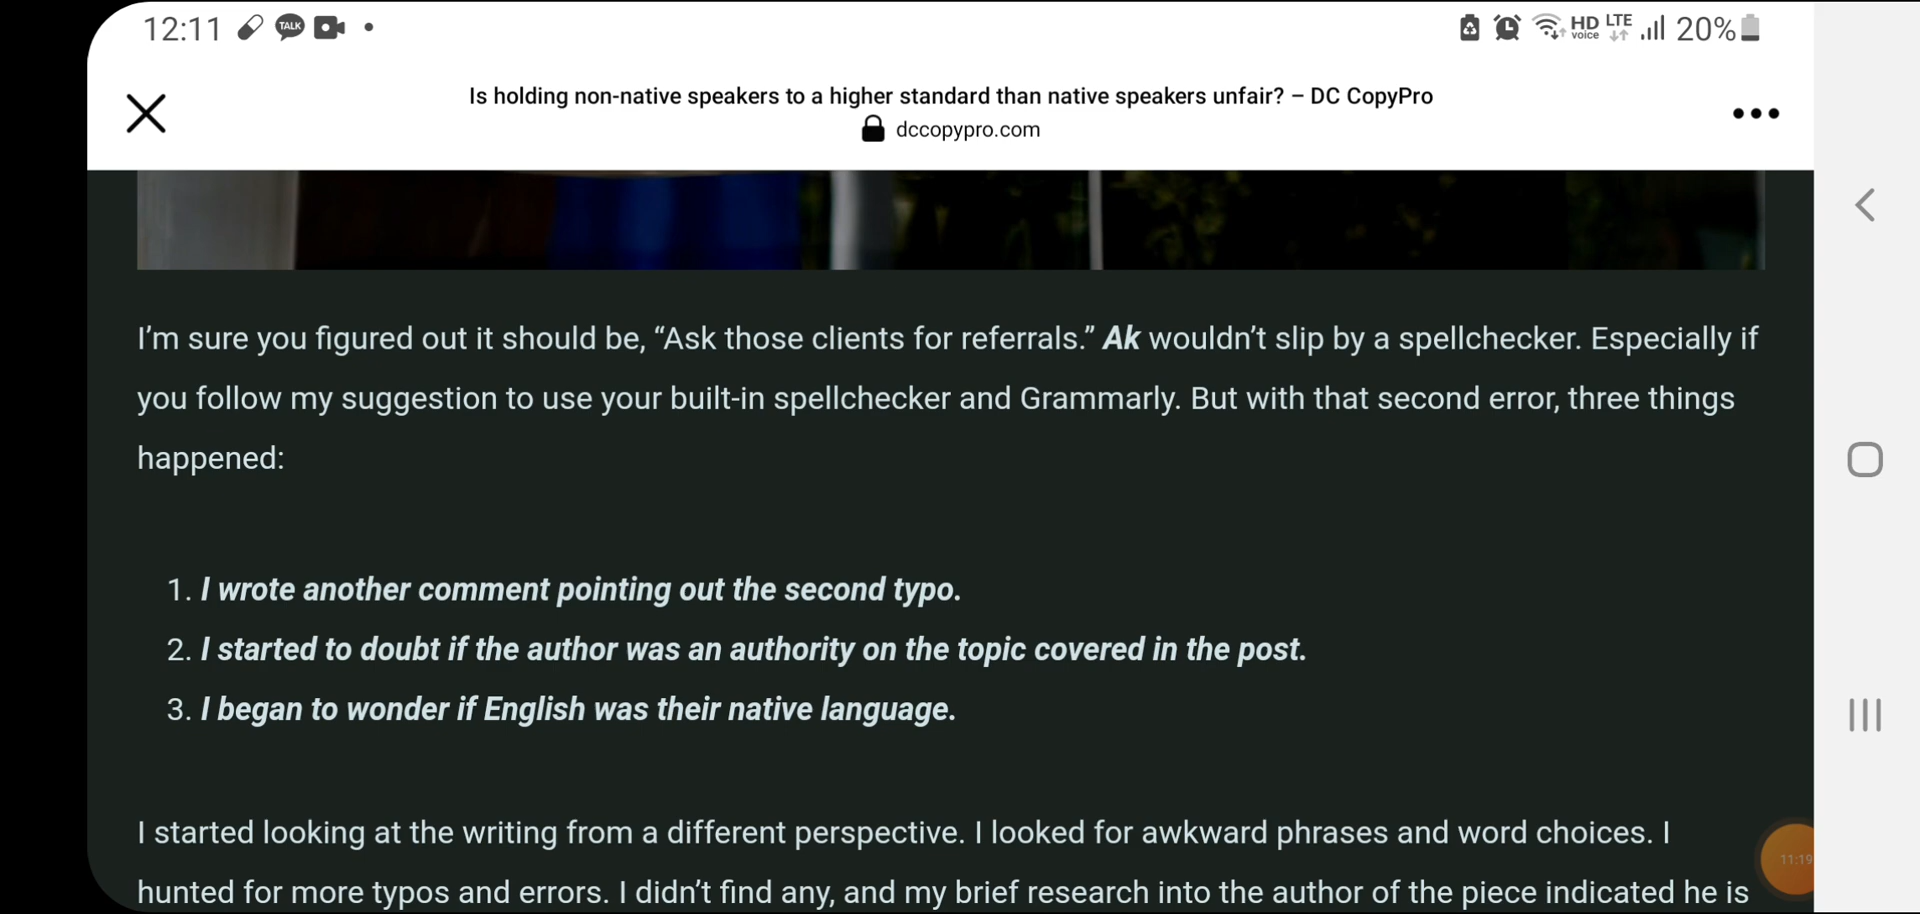 12:11 TALK HD voice LTE 20%
Is holding non-native speakers to a higher standard than native speakers unfair? – DC CopyPro
dccopypro.com
I’m sure you figured out it should be, “Ask those clients for referrals.” Ak wouldn’t slip by a spellchecker. Especially if
you follow my suggestion to use your built-in spellchecker and Grammarly. But with that second error, three things
happened:
1. I wrote another comment pointing out the second typo.
2. I started to doubt if the author was an authority on the topic covered in the post.
3. I began to wonder if English was their native language.
I started looking at the writing from a different perspective. I looked for awkward phrases and word choices. I
11:19
hunted for more typos and errors. I didn’t find any, and my brief research into the author of the piece indicated he is